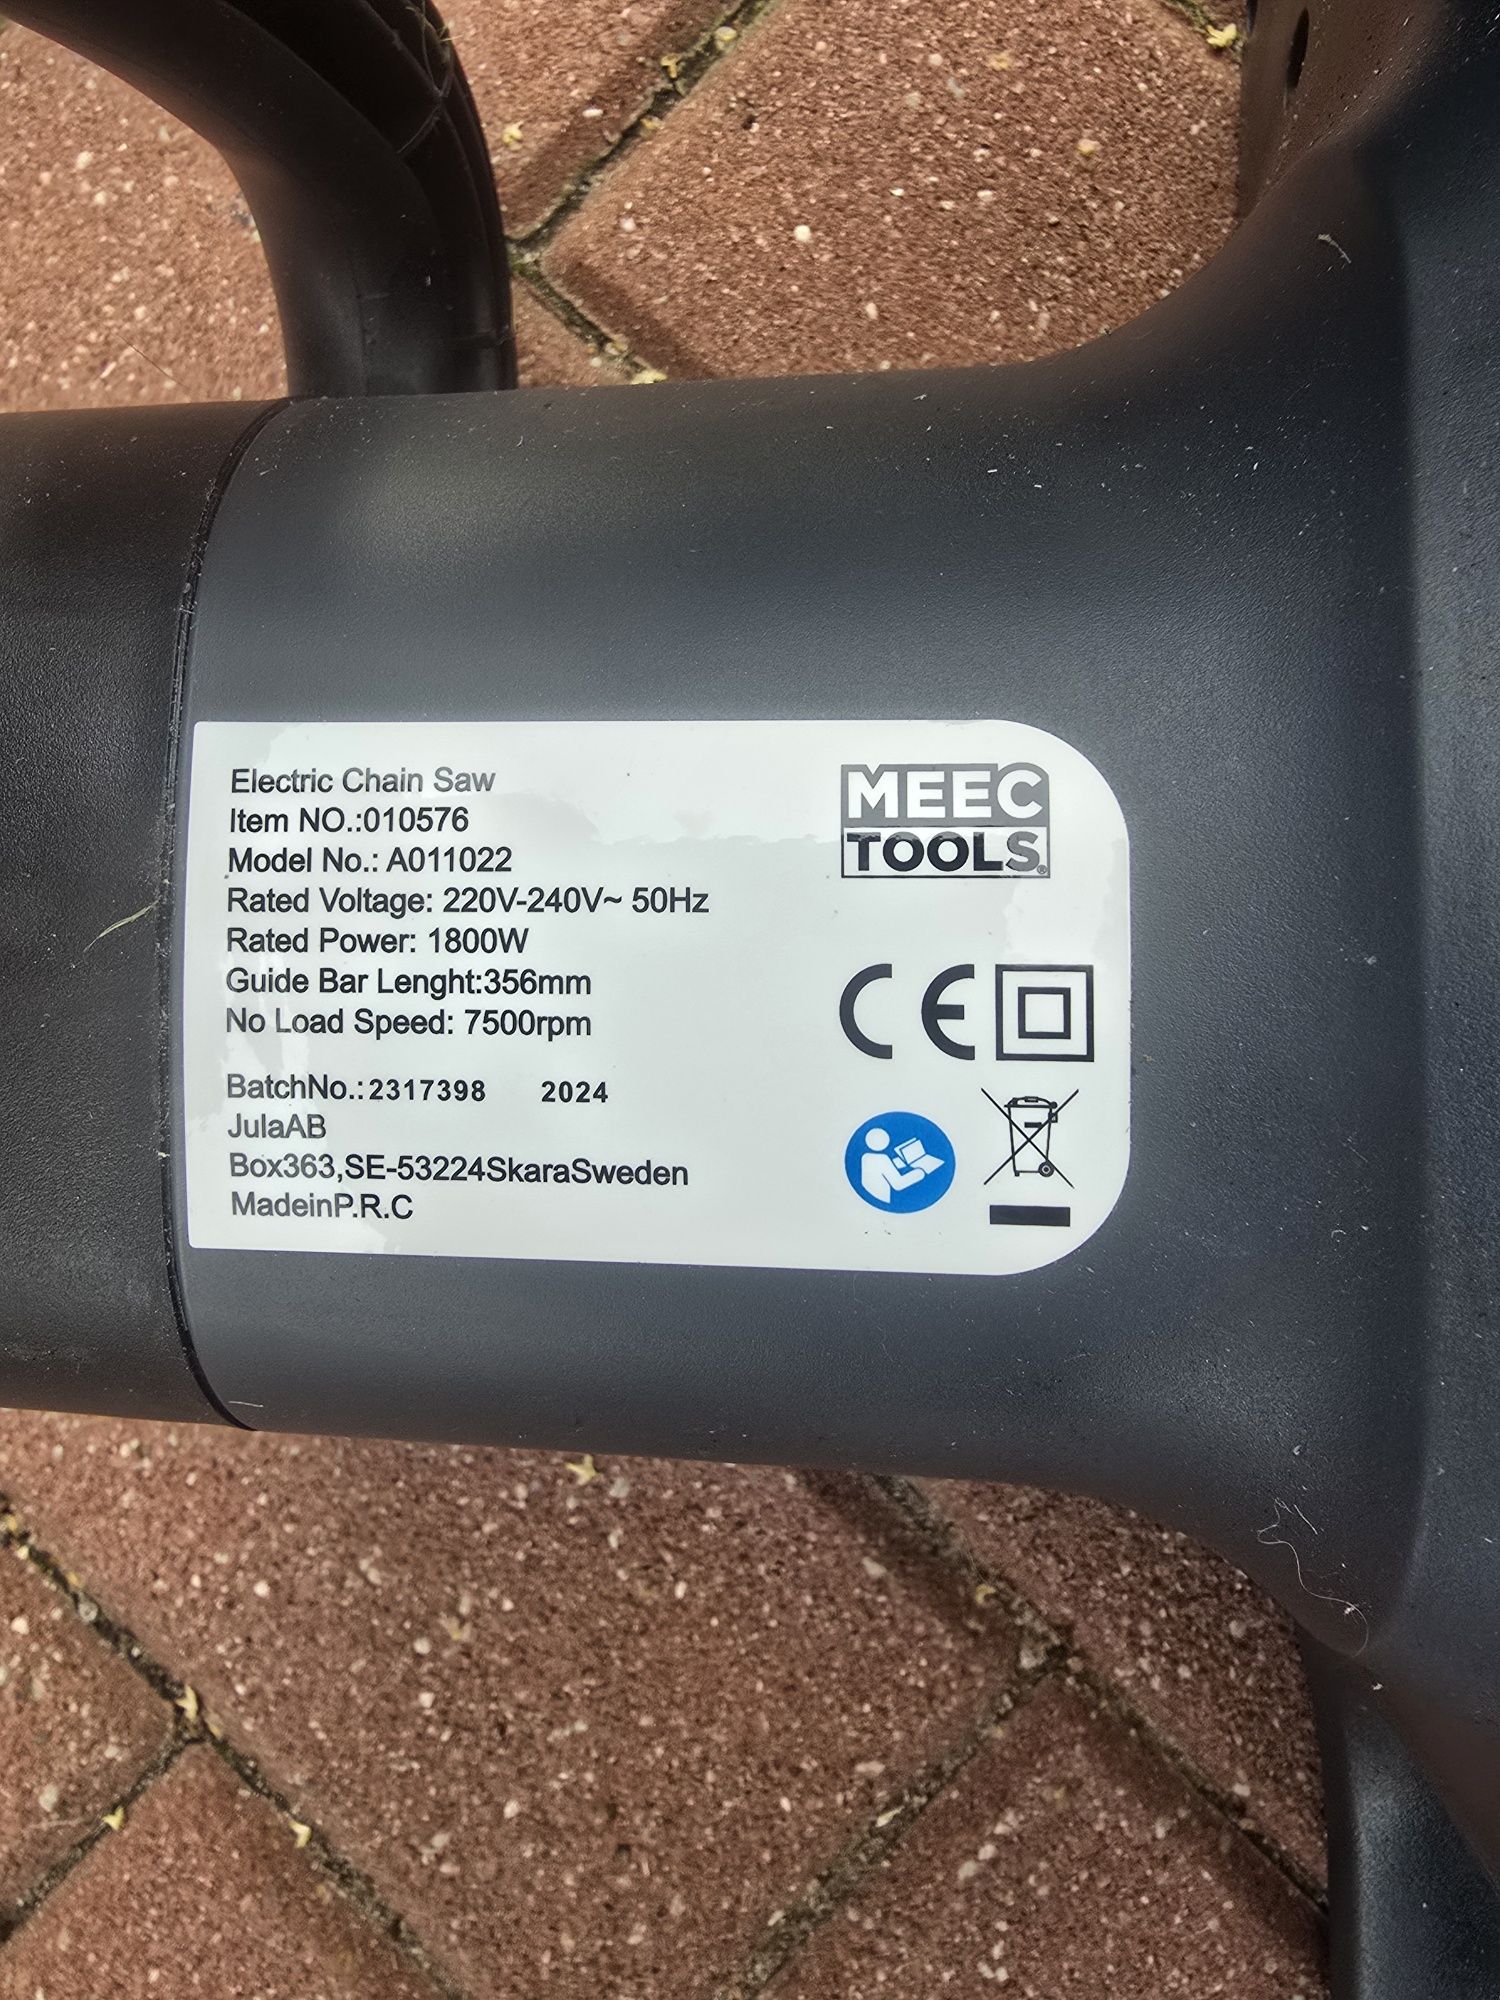 Electric Chain Saw
Item NO.:010576
Model No.: A011022
Rated Voltage: 220V-240V~ 50Hz
Rated Power: 1800W
Guide Bar Lenght:356mm
No Load Speed: 7500rpm
BatchNo.:2317398 2024
JulaAB
Box363,SE-53224SkaraSweden
MadeinP.R.C
MEEC
TOOLS®
CE